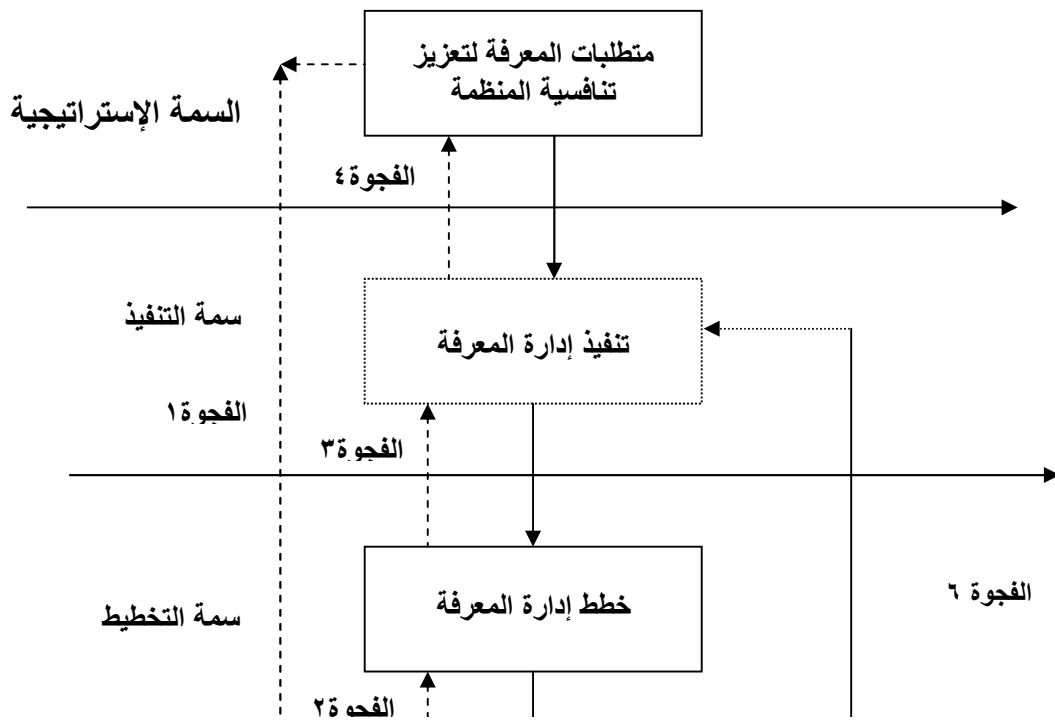 متطلبات المعرفة لتعزيز
تنافسية المنظمة
السمة الإستراتيجية
الفجوة٤
سمة التنفيذ
تنفيذ إدارة المعرفة
الفجوة١
الفجوة٣
الفجوة ٦
خطط إدارة المعرفة
سمة التخطيط
الفجوة٢